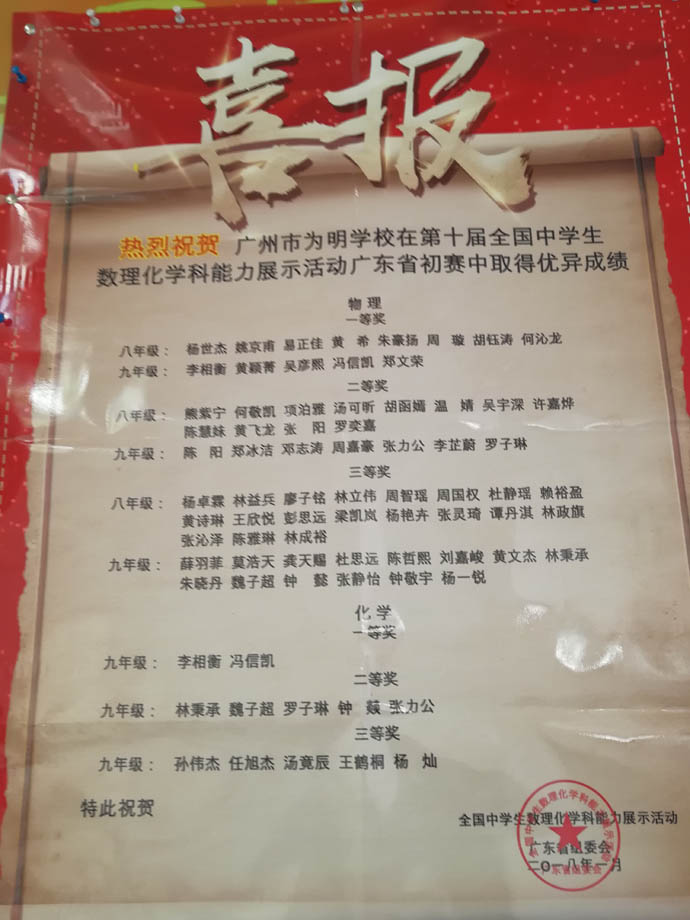 喜报
热烈祝贺 广州市为明学校在第十届全国中学生
数理化学科能力展示活动广东省初赛中取得优异成绩
物理
一等奖
八年级： 杨世杰 姚京甫 易正佳 黄 希 朱豪扬 周 璇 胡钰涛 何沁龙
九年级： 李相衡 黄颖菁 吴彦熙 冯信凯 郑文荣
二等奖
八年级： 熊紫宁 何敬凯 项泊雅 汤可昕 胡函嫣 温 婧 吴宇深 许嘉烨
陈慧妹 黄飞龙 张 阳 罗奕嘉
九年级： 陈 阳 郑冰洁 邓志涛 周嘉豪 张力公 李芷蔚 罗子琳
三等奖
八年级： 杨卓霖 林益兵 廖子铭 林立伟 周智瑶 周国权 杜静瑶 赖裕盈
黄诗琳 王欣悦 彭思远 梁凯岚 杨艳卉 张灵琦 谭丹淇 林政旗
张沁泽 陈雅琳 林成裕
九年级： 薛羽菲 莫浩天 龚天赐 杜思远 陈哲熙 刘嘉峻 黄文杰 林秉承
朱晓丹 魏子超 钟 懿 张静怡 钟敬宇 杨一锐
化学
一等奖
九年级： 李相衡 冯信凯
二等奖
九年级： 林秉承 魏子超 罗子琳 钟 燚 张力公
三等奖
九年级： 孙伟杰 任旭杰 汤竟辰 王鹤桐 杨 灿
特此祝贺
全国中学生数理化学科能力展示活动
广东省组委会
二〇一八年一月